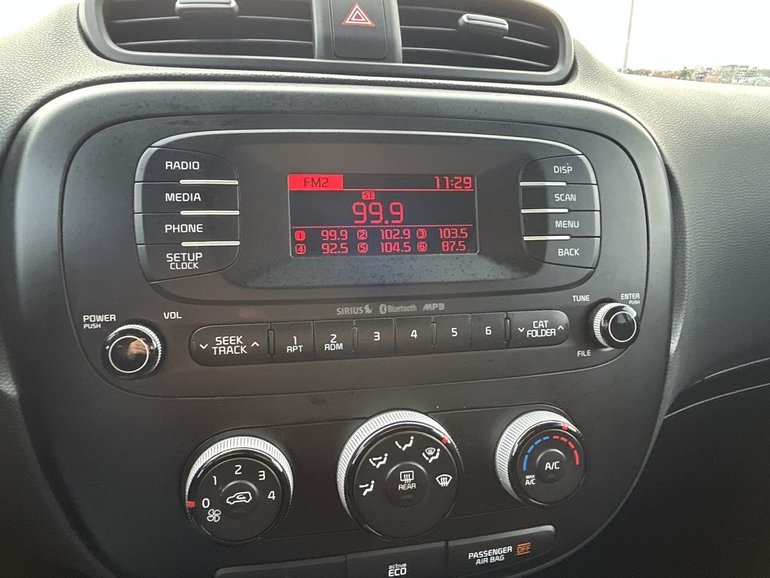 RADIO
MEDIA
PHONE
SETUP
CLOCK
FM2 11:29
ST
99.9
1 99.9 2 102.9 3 103.5
4 92.5 5 104.5 6 87.5
DISP
SCAN
MENU
BACK
SIRIUS Bluetooth MP3
POWER
PUSH
VOL
SEEK
TRACK
1
RPT
2
RDM
3
4
5
6
CAT
FOLDER
TUNE
ENTER
PUSH
FILE
0 1 2 3 4
REAR
MAX
A/C
A/C
active
ECO
PASSENGER
AIR BAG
OFF